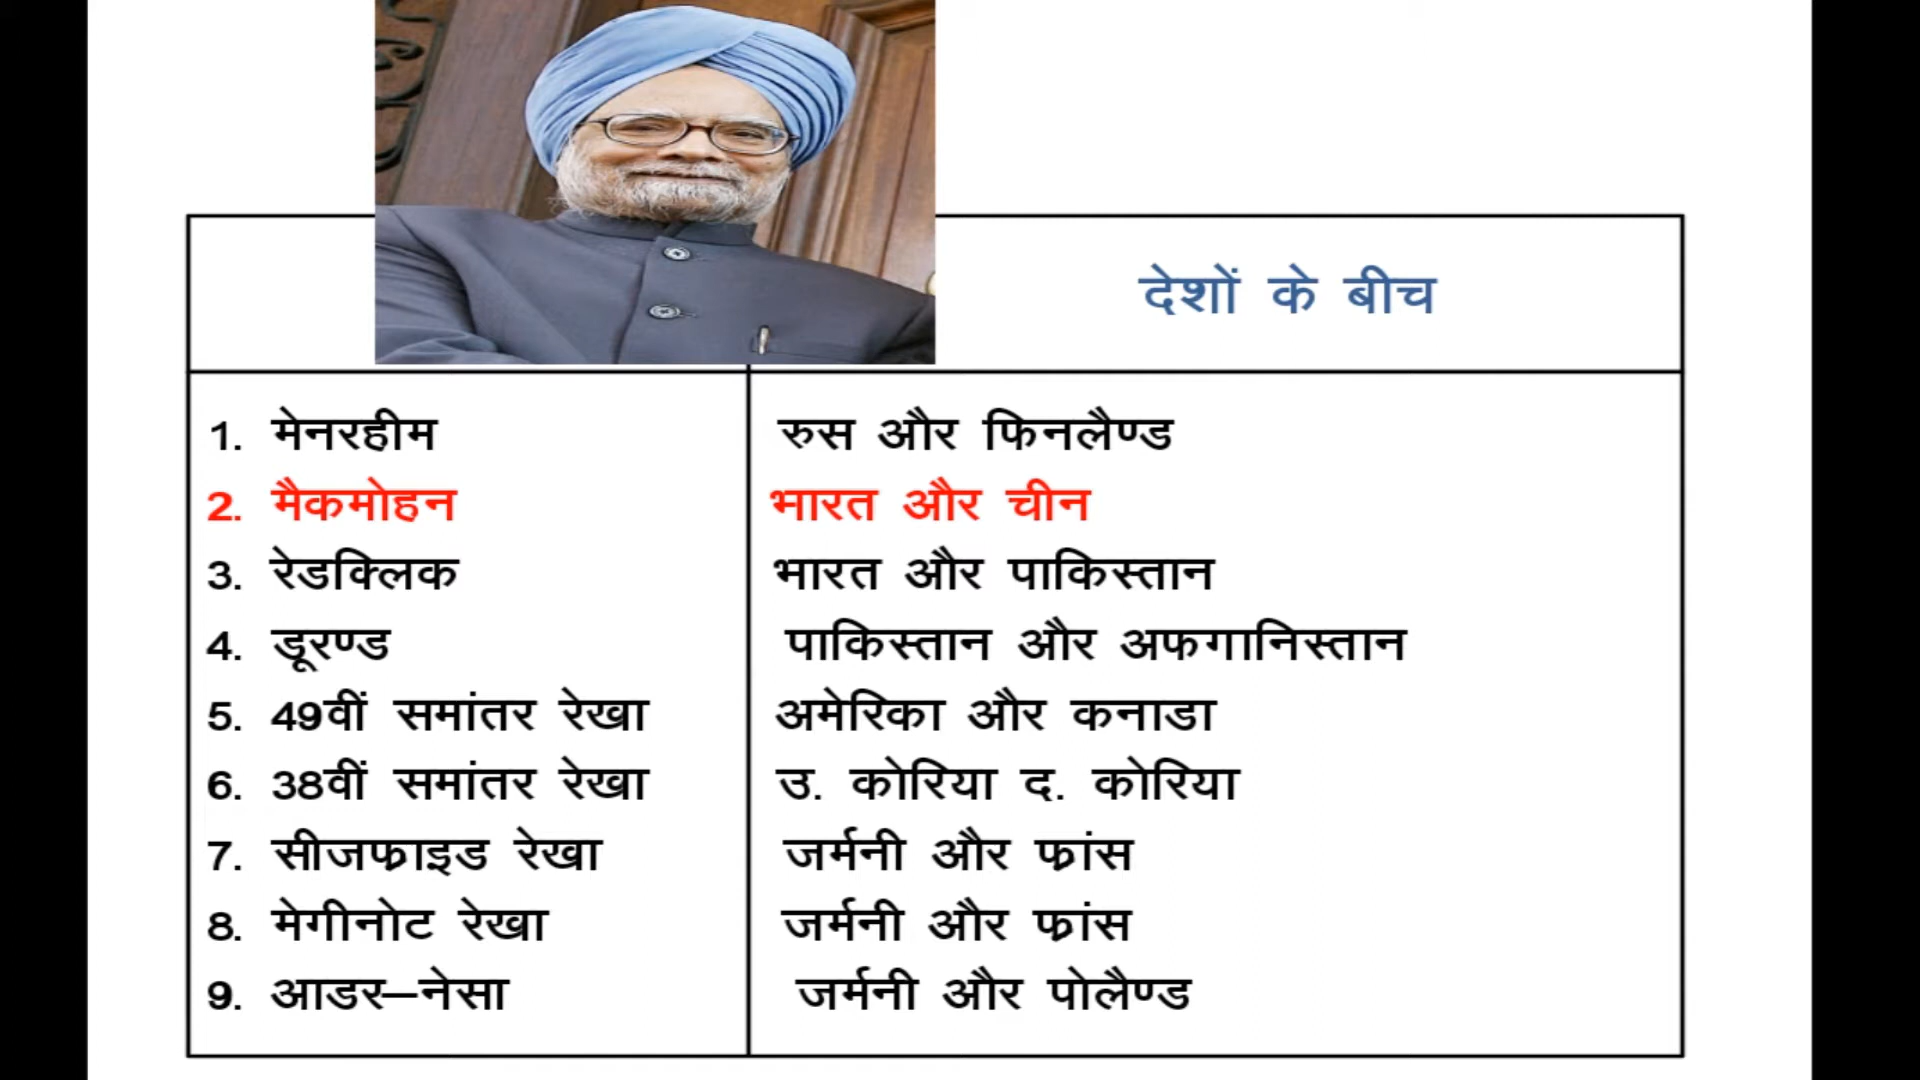 देशों के बीच
1. मेनरहीम रुस और फिनलैण्ड
2. मैकमोहन भारत और चीन
3. रेडक्लिक भारत और पाकिस्तान
4. डूरण्ड पाकिस्तान और अफगानिस्तान
5. 49वीं समांतर रेखा अमेरिका और कनाडा
6. 38वीं समांतर रेखा उ. कोरिया द. कोरिया
7. सीजफ्राइड रेखा जर्मनी और फ्रांस
8. मेगीनोट रेखा जर्मनी और फ्रांस
9. आडर–नेसा जर्मनी और पोलैण्ड